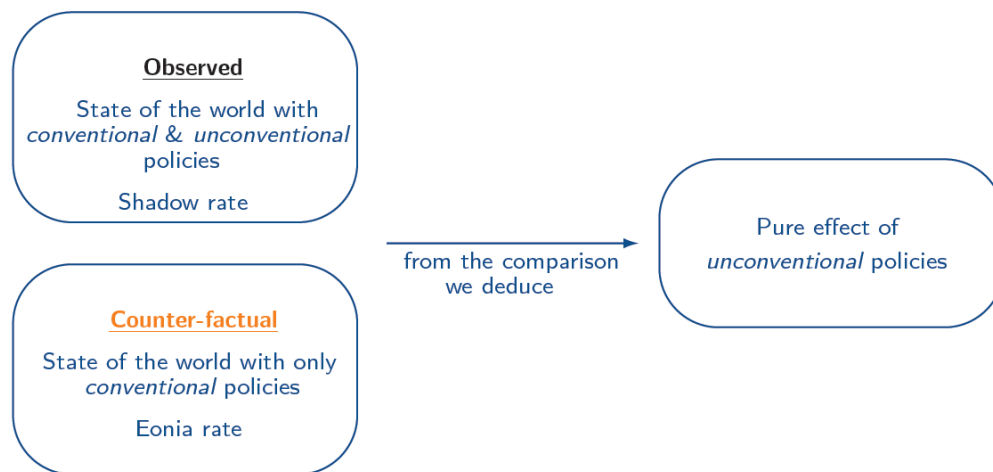 Observed
State of the world with
conventional & unconventional
policies
Shadow rate
Counter-factual
State of the world with only
conventional policies
Eonia rate
from the comparison
we deduce
Pure effect of
unconventional policies